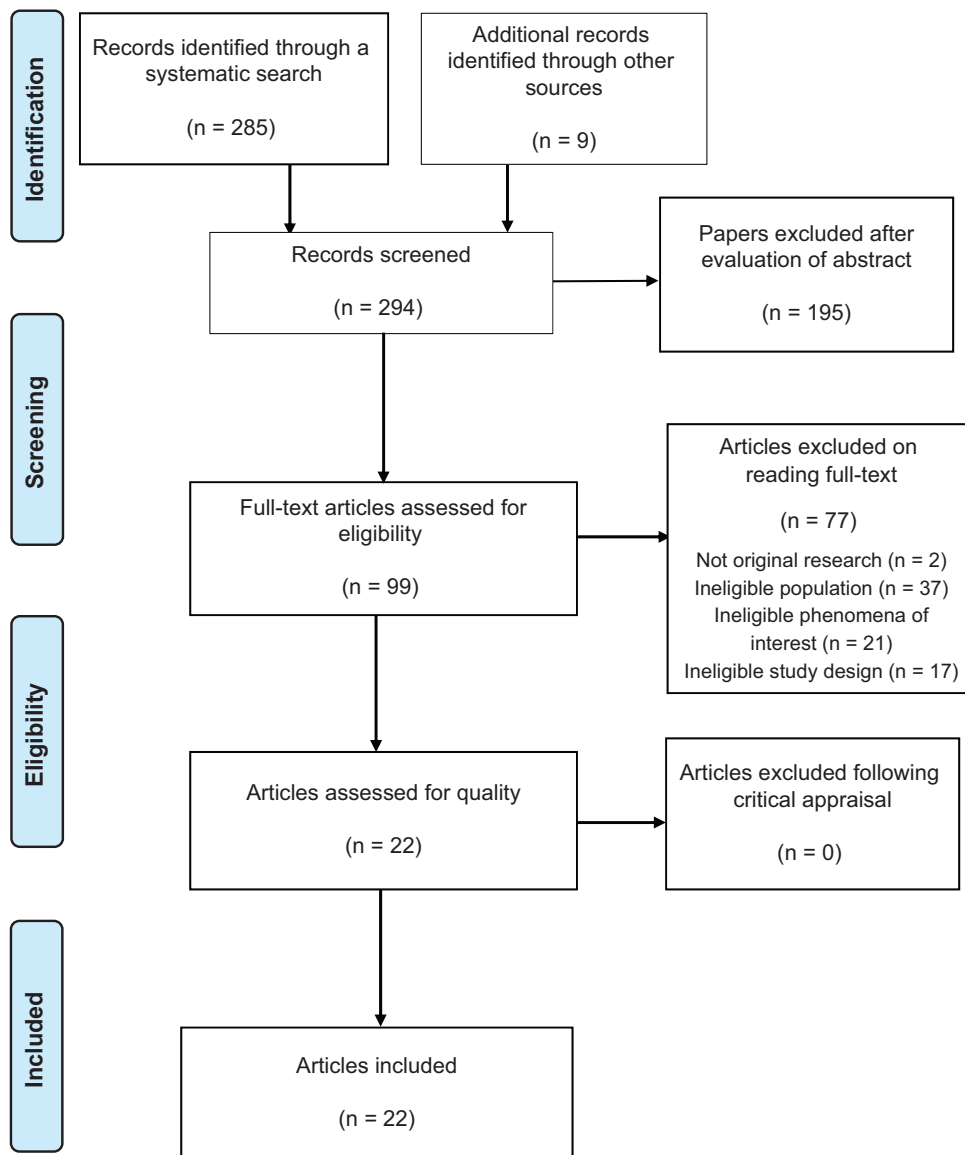 Identification
Records identified through a
systematic search
(n = 285)
Additional records
identified through other
sources
(n = 9)
Records screened
(n = 294)
Papers excluded after
evaluation of abstract
(n = 195)
Screening
Full-text articles assessed for
eligibility
(n = 99)
Articles excluded on
reading full-text
(n = 77)
Not original research (n = 2)
Ineligible population (n = 37)
Ineligible phenomena of
interest (n = 21)
Ineligible study design (n = 17)
Eligibility
Articles assessed for quality
(n = 22)
Articles excluded following
critical appraisal
(n = 0)
Included
Articles included
(n = 22)